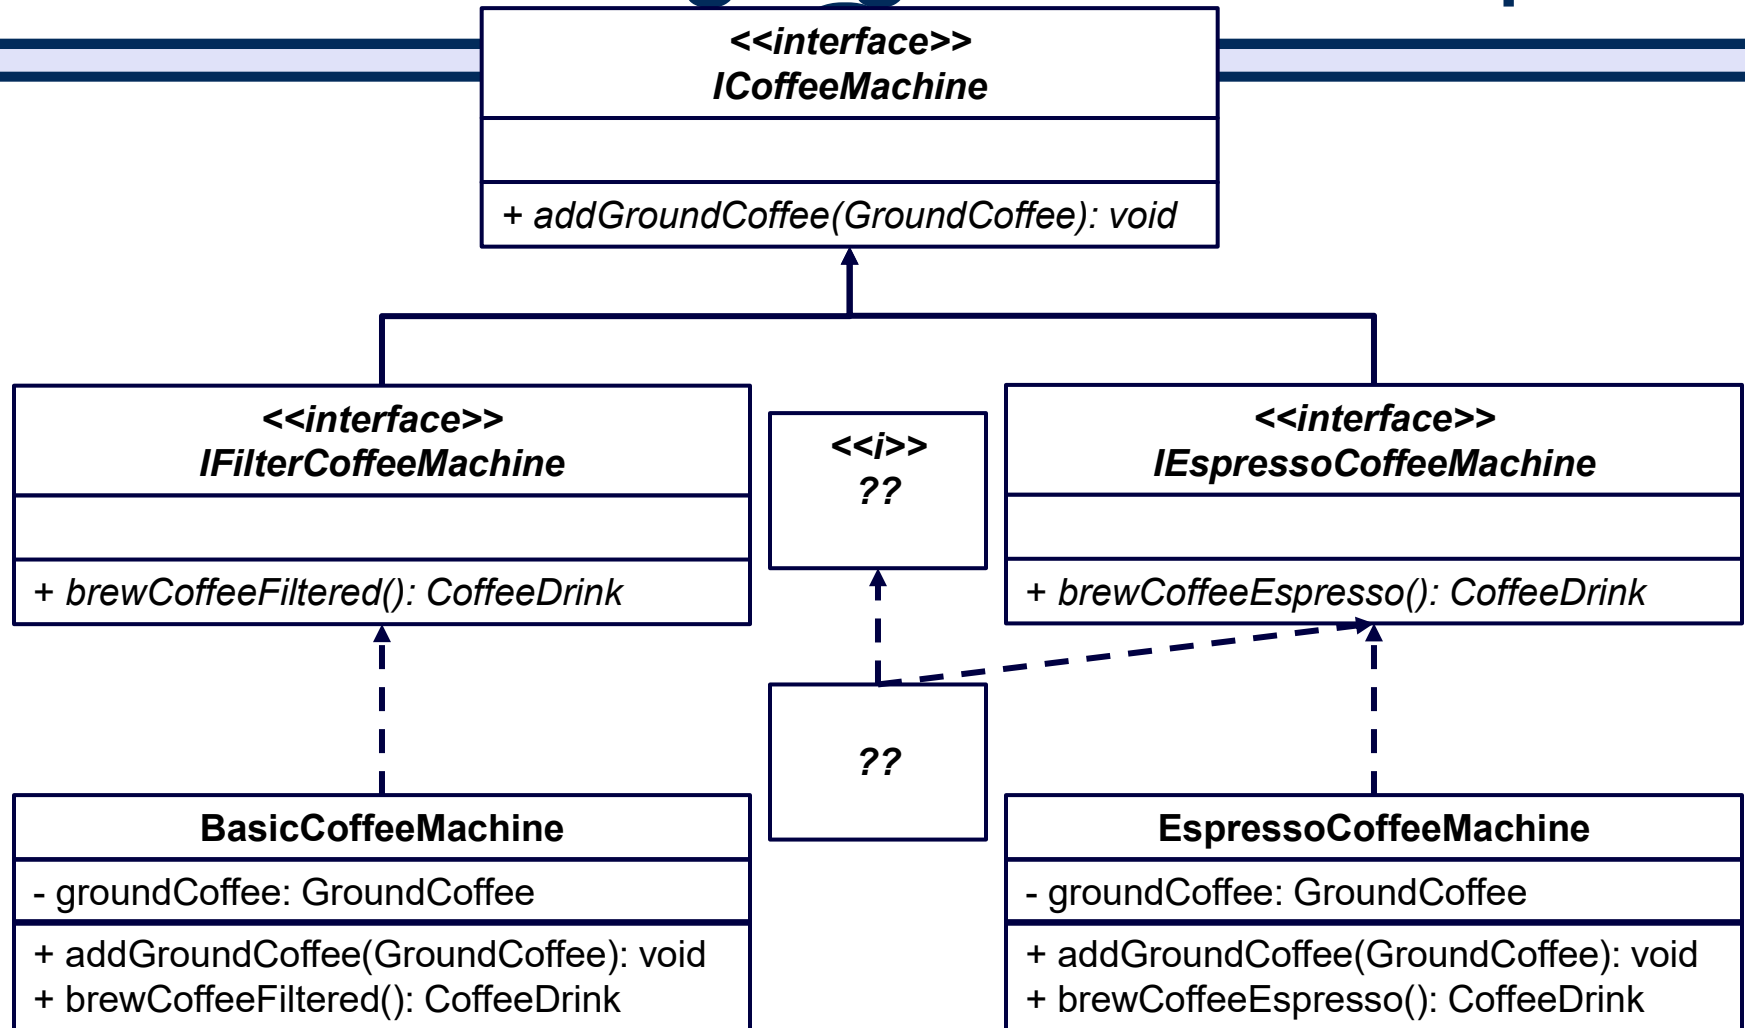 <<interface>>
ICoffeeMachine
+ addGroundCoffee(GroundCoffee): void
<<interface>>
IFilterCoffeeMachine
+ brewCoffeeFiltered(): CoffeeDrink
<<i>>
??
<<interface>>
IEspressoCoffeeMachine
+ brewCoffeeEspresso(): CoffeeDrink
??
BasicCoffeeMachine
- groundCoffee: GroundCoffee
+ addGroundCoffee(GroundCoffee): void
+ brewCoffeeFiltered(): CoffeeDrink
EspressoCoffeeMachine
- groundCoffee: GroundCoffee
+ addGroundCoffee(GroundCoffee): void
+ brewCoffeeEspresso(): CoffeeDrink